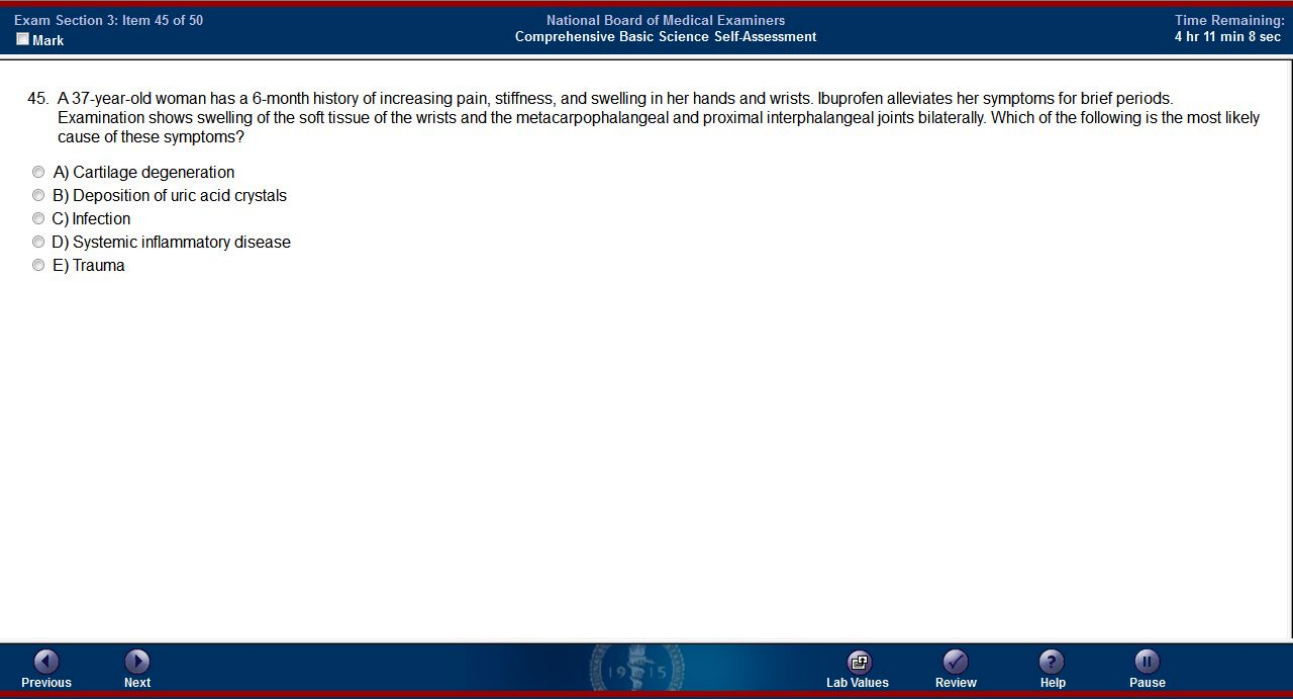 Exam Section 3: Item 45 of 50
National Board of Medical Examiners
Time Remaining:
Mark
Comprehensive Basic Science Self-Assessment
4 hr 11 min 8 sec
45. A 37-year-old woman has a 6-month history of increasing pain, stiffness, and swelling in her hands and wrists. Ibuprofen alleviates her symptoms for brief periods.
Examination shows swelling of the soft tissue of the wrists and the metacarpophalangeal and proximal interphalangeal joints bilaterally. Which of the following is the most likely
cause of these symptoms?
A) Cartilage degeneration
B) Deposition of uric acid crystals
C) Infection
D) Systemic inflammatory disease
E) Trauma
1915
Previous
Next
Lab Values
Review
Help
Pause